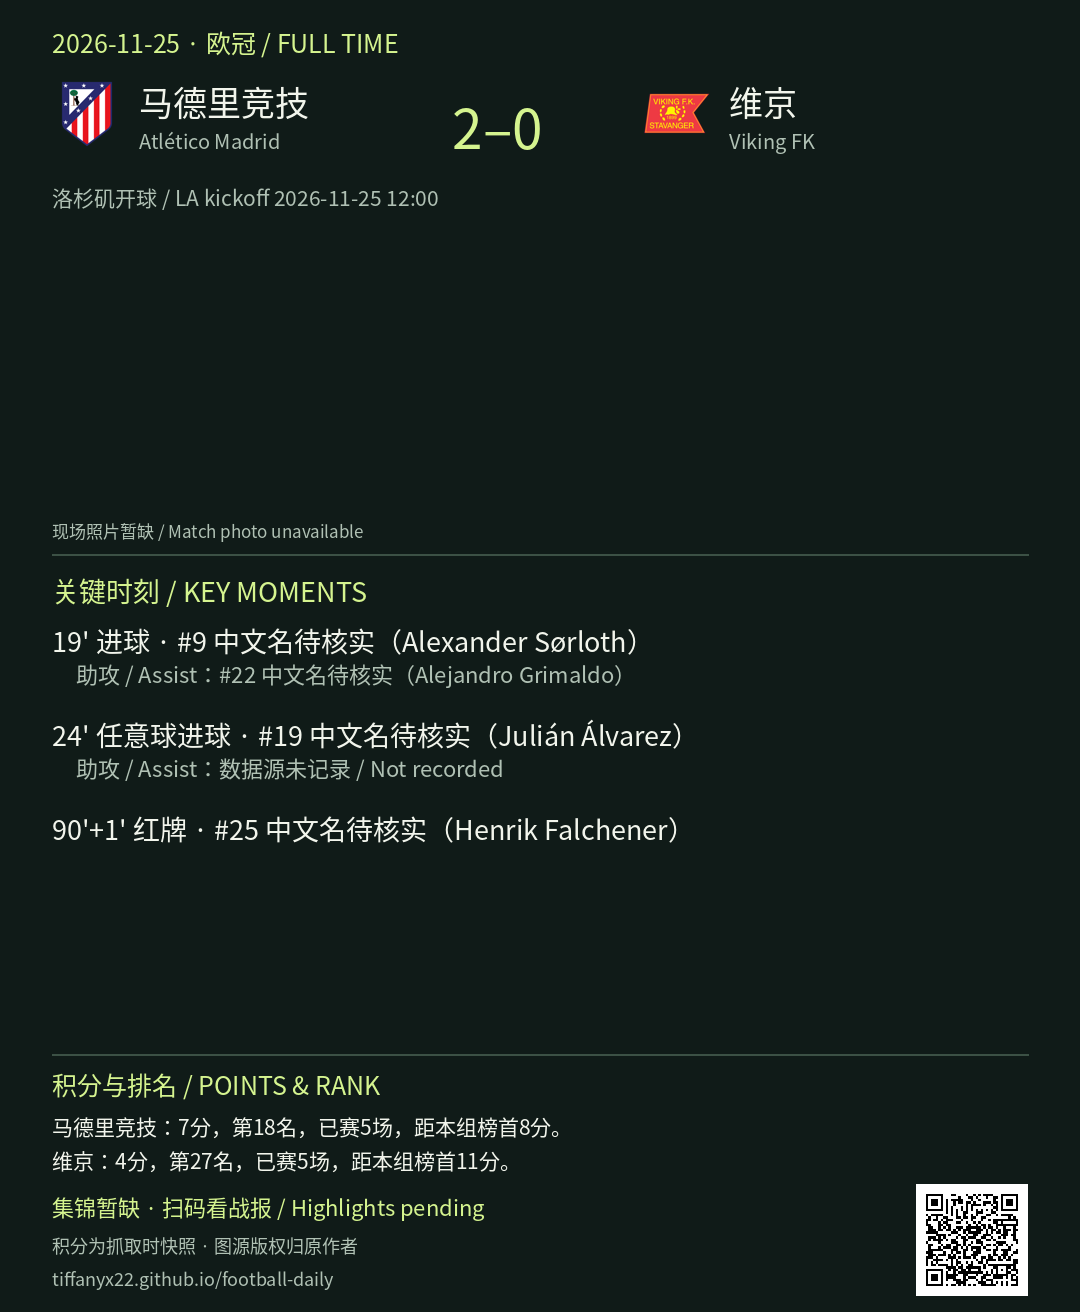 2026-11-25 · 欧冠 / FULL TIME
马德里竞技
Atlético Madrid
2–0
VIKING F.K.
STAVANGER
维京
Viking FK
洛杉矶开球 / LA kickoff 2026-11-25 12:00
现场照片暂缺 / Match photo unavailable
关键时刻 / KEY MOMENTS
19' 进球 · #9 中文名待核实（Alexander Sørloth）
助攻 / Assist：#22 中文名待核实（Alejandro Grimaldo）
24' 任意球进球 · #19 中文名待核实（Julián Álvarez）
助攻 / Assist：数据源未记录 / Not recorded
90'+1' 红牌 · #25 中文名待核实（Henrik Falchener）
积分与排名 / POINTS & RANK
马德里竞技：7分，第18名，已赛5场，距本组榜首8分。
维京：4分，第27名，已赛5场，距本组榜首11分。
集锦暂缺 · 扫码看战报 / Highlights pending
积分为抓取时快照 · 图源版权归原作者
tiffanyx22.github.io/football-daily